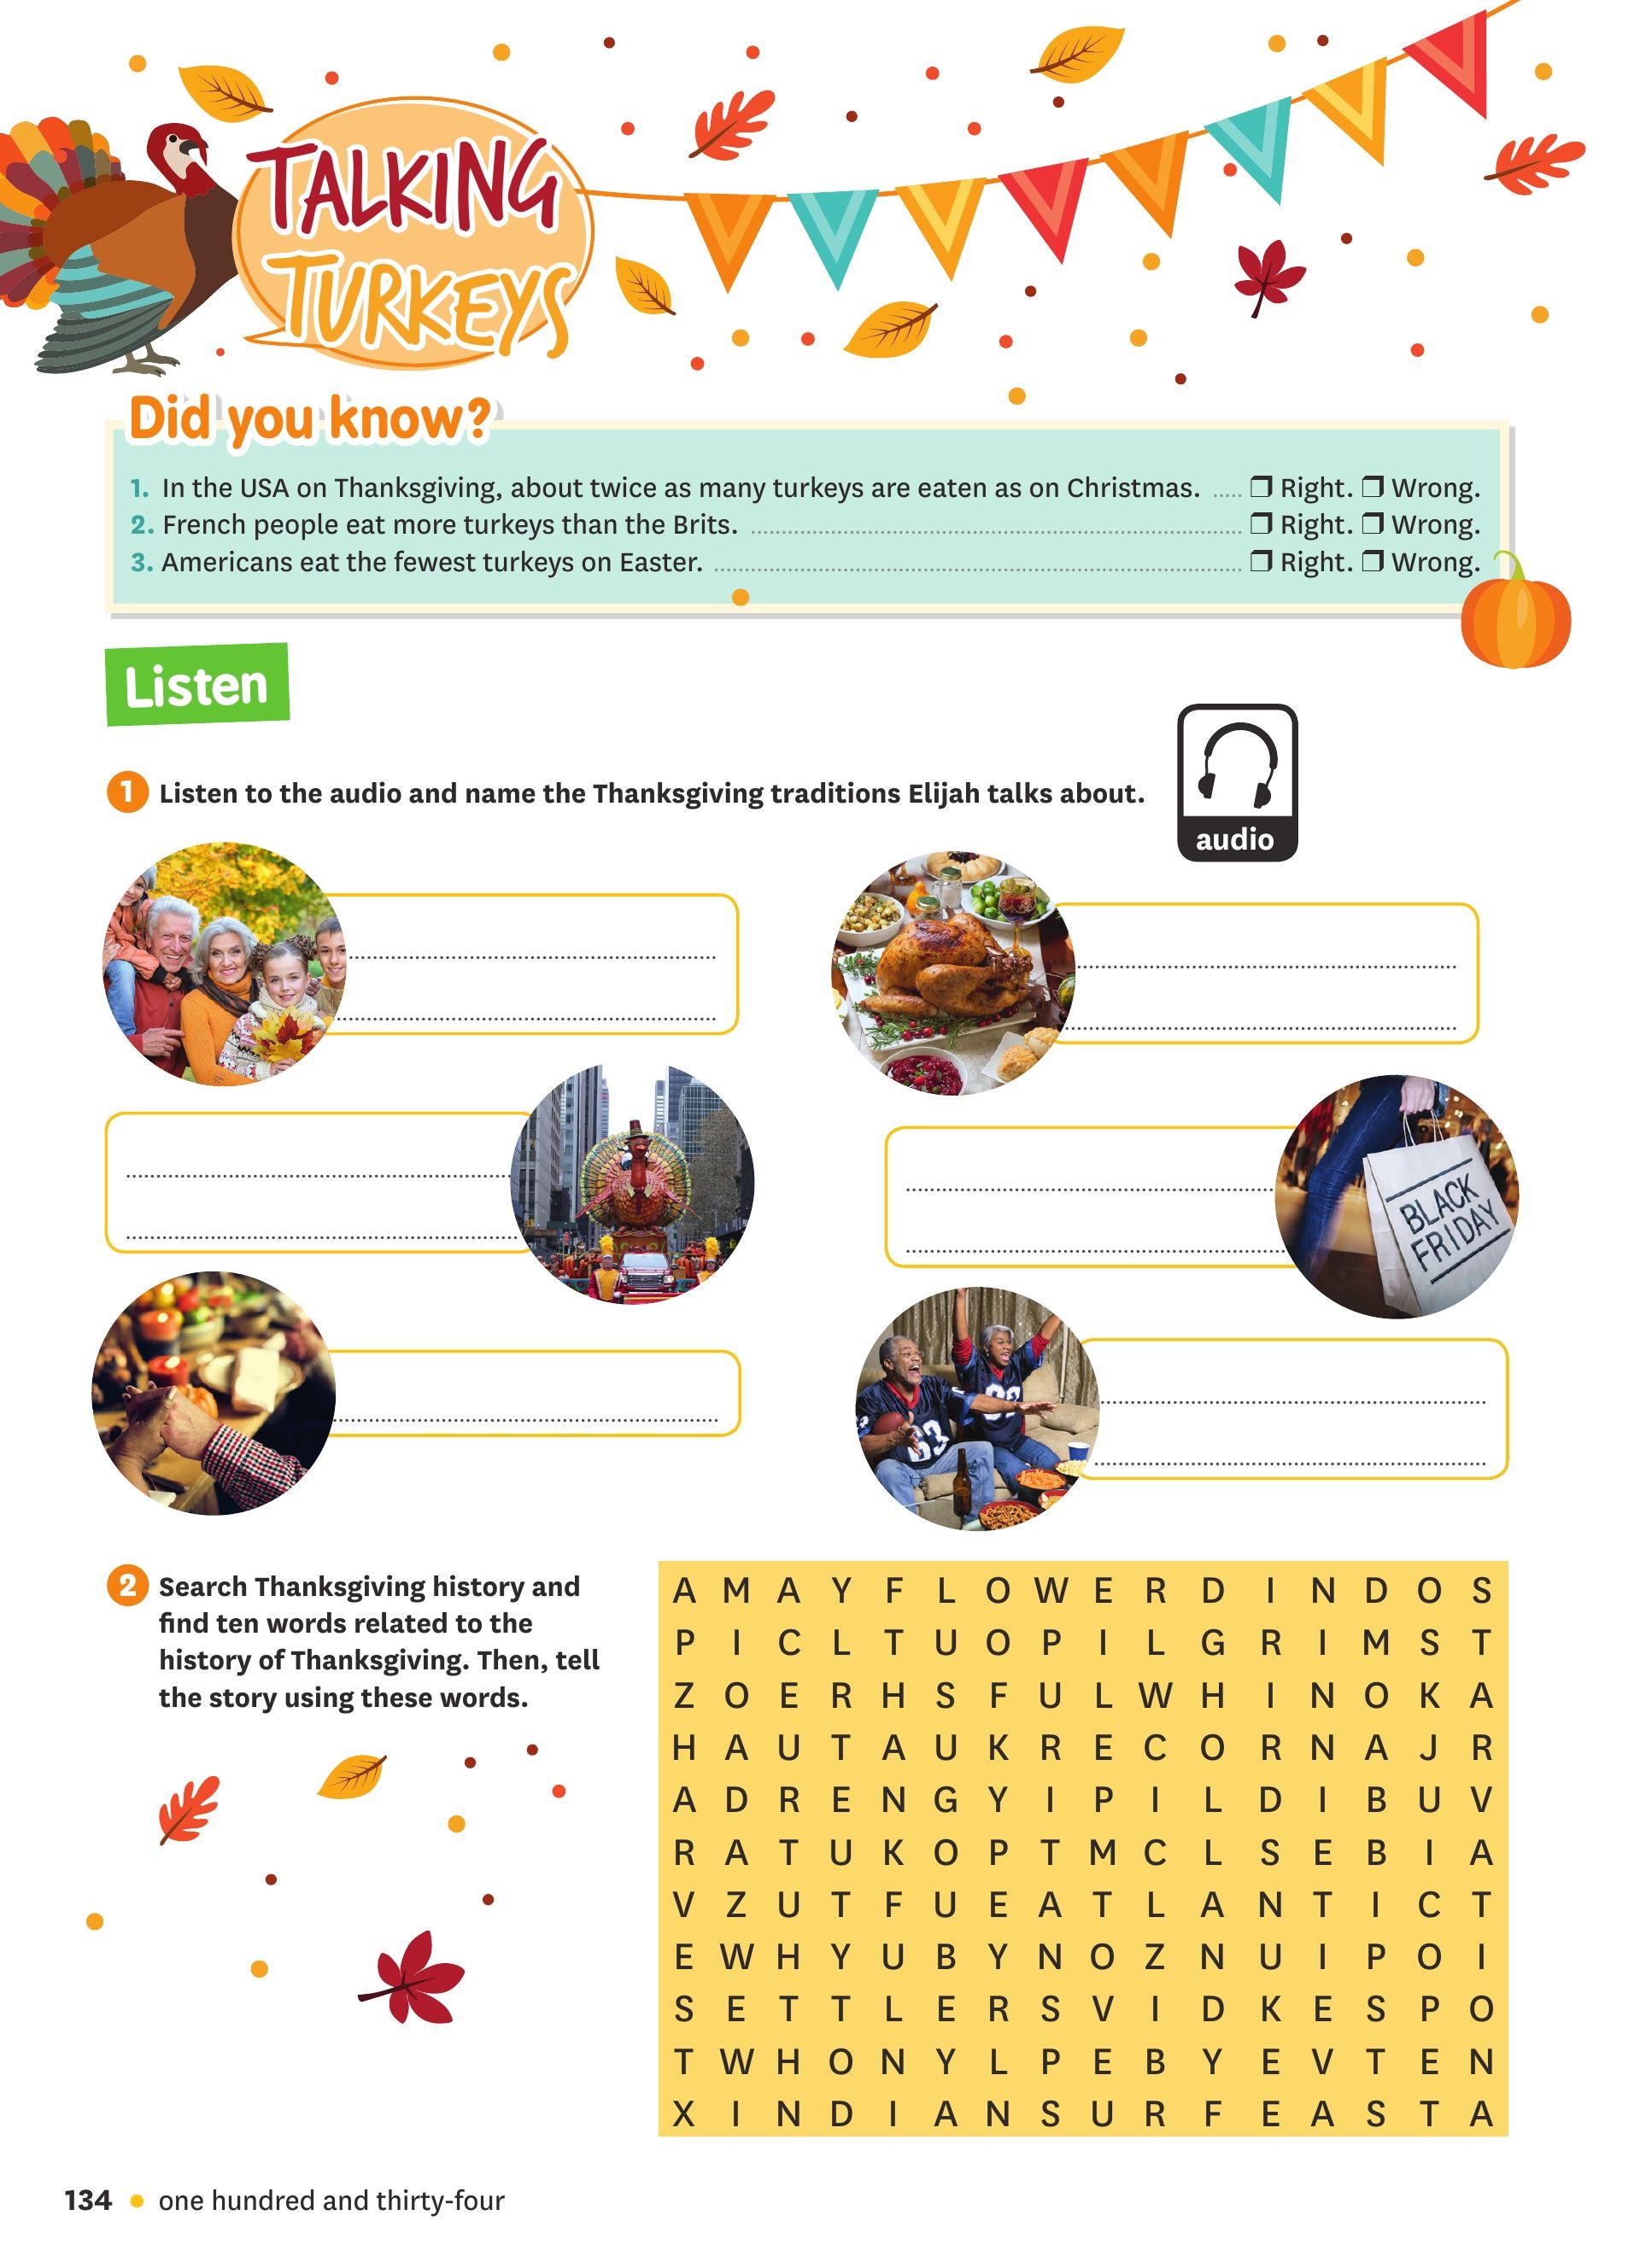 TALKING
TURKEYS
Did you know?
1. In the USA on Thanksgiving, about twice as many turkeys are eaten as on Christmas. ..... ❒ Right. ❒ Wrong.
2. French people eat more turkeys than the Brits. ..... ❒ Right. ❒ Wrong.
3. Americans eat the fewest turkeys on Easter. ..... ❒ Right. ❒ Wrong.
Listen
1 Listen to the audio and name the Thanksgiving traditions Elijah talks about.
audio
BLACK
FRIDAY
63
2 Search Thanksgiving history and
find ten words related to the
history of Thanksgiving. Then, tell
the story using these words.
A M A Y F L O W E R D I N D O S
P I C L T U O P I L G R I M S T
Z O E R H S F U L W H I N O K A
H A U T A U K R E C O R N A J R
A D R E N G Y I P I L D I B U V
R A T U K O P T M C L S E B I A
V Z U T F U E A T L A N T I C T
E W H Y U B Y N O Z N U I P O I
S E T T L E R S V I D K E S P O
T W H O N Y L P E B Y E V T E N
X I N D I A N S U R F E A S T A
134 • one hundred and thirty-four